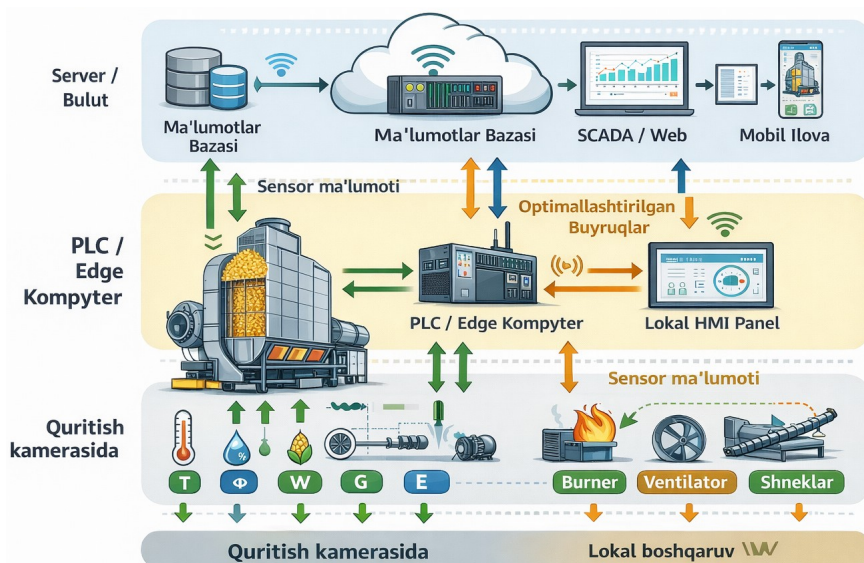 Server /
Bulut
Ma'lumotlar
Bazasi
Ma'lumotlar Bazasi
SCADA / Web
Mobil Ilova
Sensor ma'lumoti
Optimallashtirilgan
Buyruqlar
PLC /
Edge
Kompyter
PLC / Edge Kompyter
Lokal HMI Panel
Sensor ma'lumoti
Quritish
kamerasida
%
T
Φ
W
G
E
Burner
Ventilator
Shneklar
Quritish kamerasida
Lokal boshqaruv